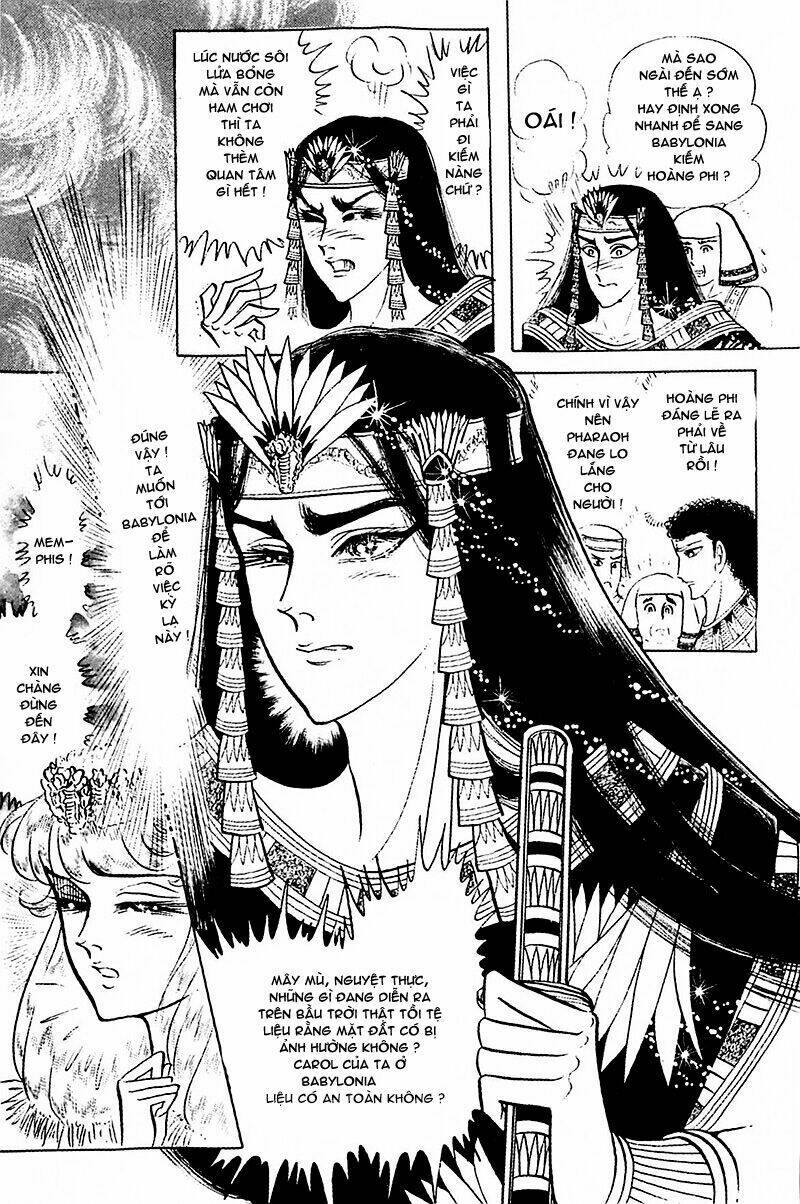 MÀ SAO
NGÀI ĐẾN SỚM
THẾ Ạ ?
HAY ĐỊNH XONG
NHANH ĐỂ SANG
BABYLONIA
KIẾM
HOÀNG PHI !
OÁI !
VIỆC
GÌ
TA
PHẢI
ĐI
KIẾM
NÀNG
CHỨ ?
LÚC NƯỚC SÔI
LỬA BỎNG
MÀ VẪN CÒN
HAM CHƠI
THÌ TA
KHÔNG
THÈM
QUAN TÂM
GÌ HẾT !
HOÀNG PHI
ĐÁNG LẼ RA
PHẢI VỀ
TỪ LÂU
RỒI !
CHÍNH VÌ VẬY
NÊN
PHARAOH
ĐANG LO
LẮNG
CHO
NGƯỜI !
ĐÚNG
VẬY !
TA
MUỐN
TỚI
BABYLONIA
ĐỂ
LÀM
RÕ
VIỆC
KỲ
LẠ
NÀY !
MEM-
PHIS !
XIN
CHÀNG
ĐỪNG
ĐẾN
ĐÂY !
MÂY MÙ, NGUYỆT THỰC,
NHỮNG GÌ ĐANG DIỄN RA
TRÊN BẦU TRỜI THẬT TỒI TỆ
LIỆU RẰNG MẶT ĐẤT CÓ BỊ
ẢNH HƯỞNG KHÔNG ?
CAROL CỦA TA Ở
BABYLONIA
LIỆU CÓ AN TOÀN KHÔNG ?